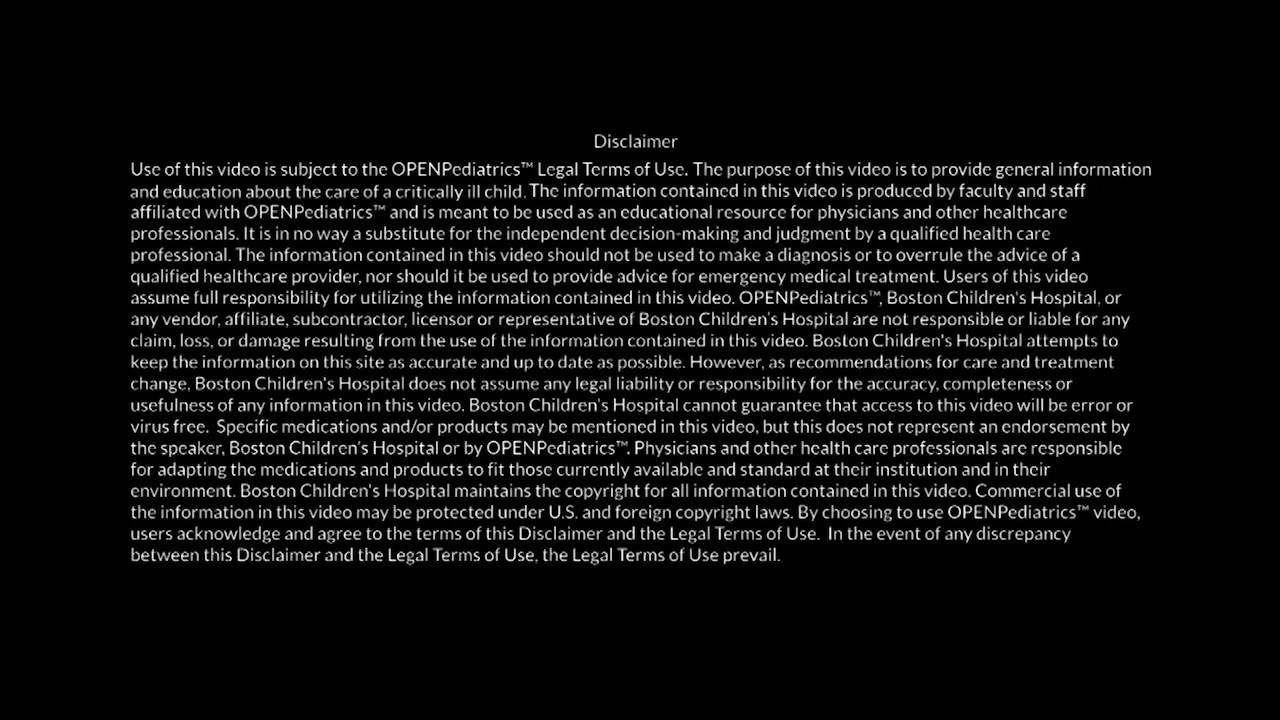 Disclaimer
Use of this video is subject to the OPENPediatrics™ Legal Terms of Use. The purpose of this video is to provide general information
and education about the care of a critically ill child. The information contained in this video is produced by faculty and staff
affiliated with OPENPediatrics™ and is meant to be used as an educational resource for physicians and other healthcare
professionals. It is in no way a substitute for the independent decision-making and judgment by a qualified health care
professional. The information contained in this video should not be used to make a diagnosis or to overrule the advice of a
qualified healthcare provider, nor should it be used to provide advice for emergency medical treatment. Users of this video
assume full responsibility for utilizing the information contained in this video. OPENPediatrics™, Boston Children's Hospital, or
any vendor, affiliate, subcontractor, licensor or representative of Boston Children’s Hospital are not responsible or liable for any
claim, loss, or damage resulting from the use of the information contained in this video. Boston Children's Hospital attempts to
keep the information on this site as accurate and up to date as possible. However, as recommendations for care and treatment
change, Boston Children's Hospital does not assume any legal liability or responsibility for the accuracy, completeness or
usefulness of any information in this video. Boston Children's Hospital cannot guarantee that access to this video will be error or
virus free. Specific medications and/or products may be mentioned in this video, but this does not represent an endorsement by
the speaker, Boston Children’s Hospital or by OPENPediatrics™. Physicians and other health care professionals are responsible
for adapting the medications and products to fit those currently available and standard at their institution and in their
environment. Boston Children's Hospital maintains the copyright for all information contained in this video. Commercial use of
the information in this video may be protected under U.S. and foreign copyright laws. By choosing to use OPENPediatrics™ video,
users acknowledge and agree to the terms of this Disclaimer and the Legal Terms of Use. In the event of any discrepancy
between this Disclaimer and the Legal Terms of Use, the Legal Terms of Use prevail.